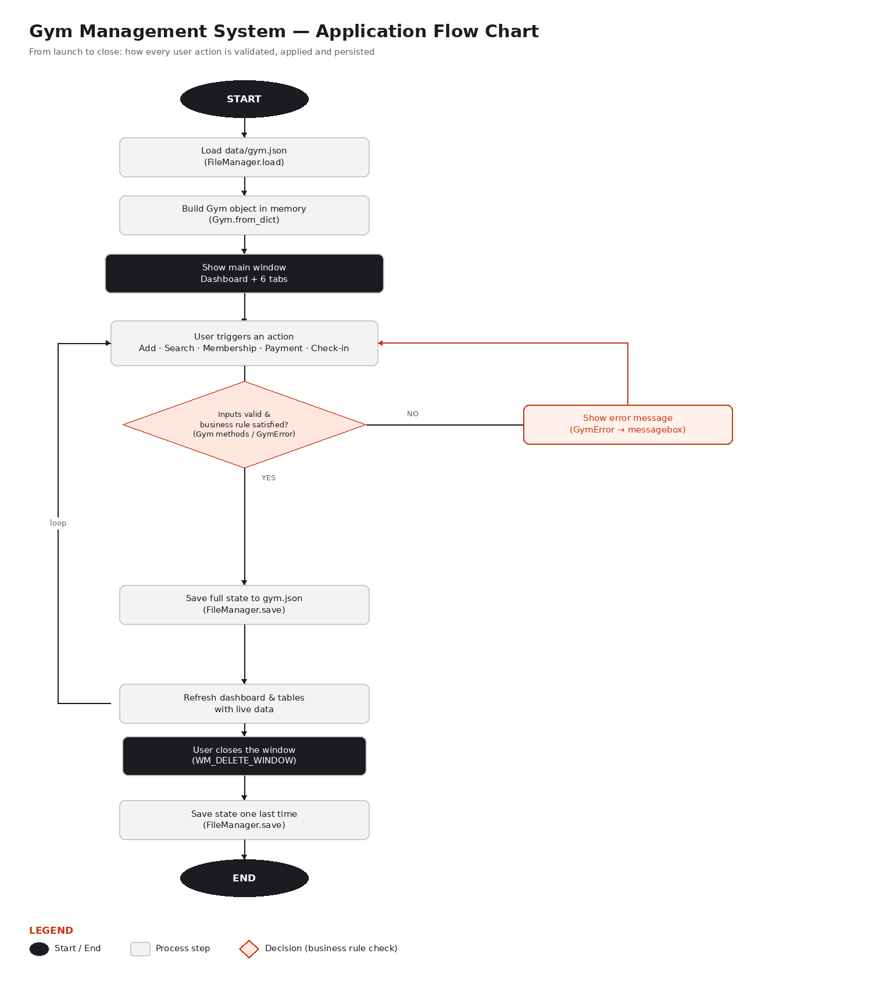 Gym Management System — Application Flow Chart
From launch to close: how every user action is validated, applied and persisted
START
Load data/gym.json
(FileManager.load)
Build Gym object in memory
(Gym.from_dict)
Show main window
Dashboard + 6 tabs
User triggers an action
Add · Search · Membership · Payment · Check-in
Inputs valid &
business rule satisfied?
(Gym methods / GymError)
NO
Show error message
(GymError → messagebox)
YES
loop
Save full state to gym.json
(FileManager.save)
Refresh dashboard & tables
with live data
User closes the window
(WM_DELETE_WINDOW)
Save state one last time
(FileManager.save)
END
LEGEND
Start / End
Process step
Decision (business rule check)